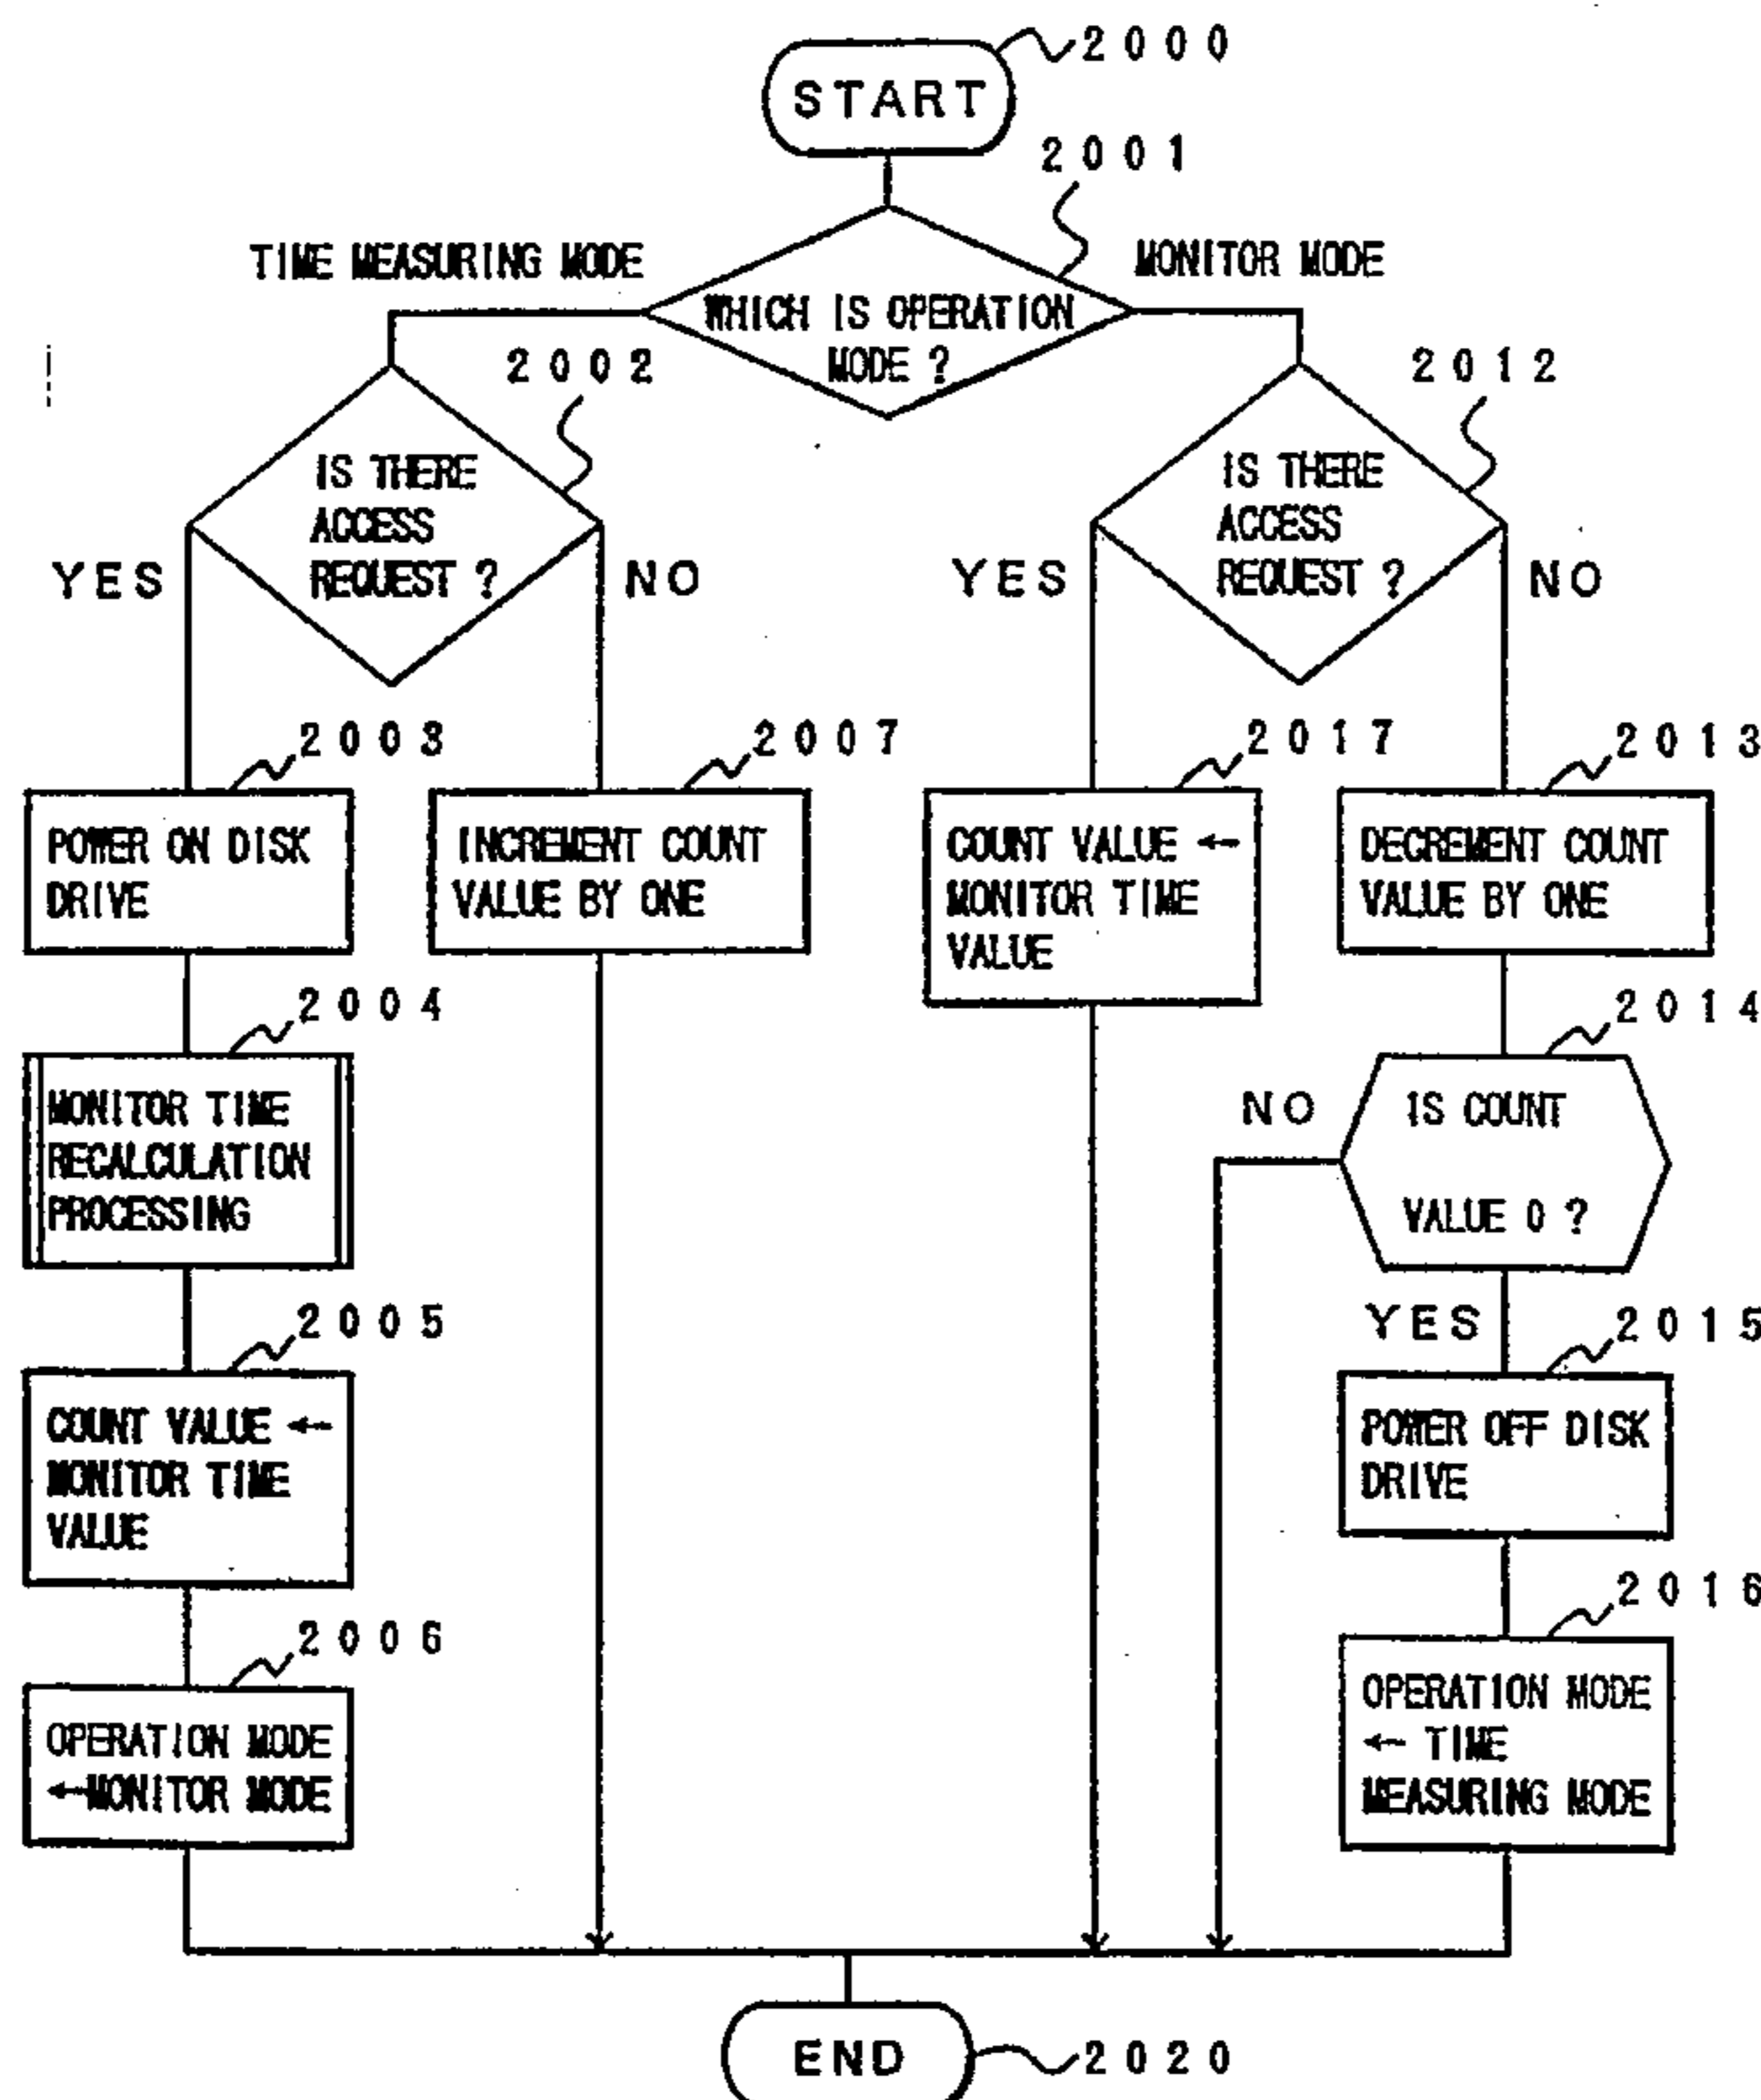 2000
START
2001
TIME MEASURING MODE
MONITOR MODE
WHICH IS OPERATION
MODE ?
2002
2012
IS THERE
ACCESS
REQUEST ?
YES
NO
IS THERE
ACCESS
REQUEST ?
YES
NO
2003
2007
2017
2013
POWER ON DISK
DRIVE
INCREMENT COUNT
VALUE BY ONE
COUNT VALUE ←
MONITOR TIME
VALUE
DECREMENT COUNT
VALUE BY ONE
2004
2014
MONITOR TIME
RECALCULATION
PROCESSING
NO
IS COUNT
VALUE 0 ?
YES
2005
2015
COUNT VALUE ←
MONITOR TIME
VALUE
POWER OFF DISK
DRIVE
2006
2016
OPERATION MODE
←MONITOR MODE
OPERATION MODE
← TIME
MEASURING MODE
END
2020